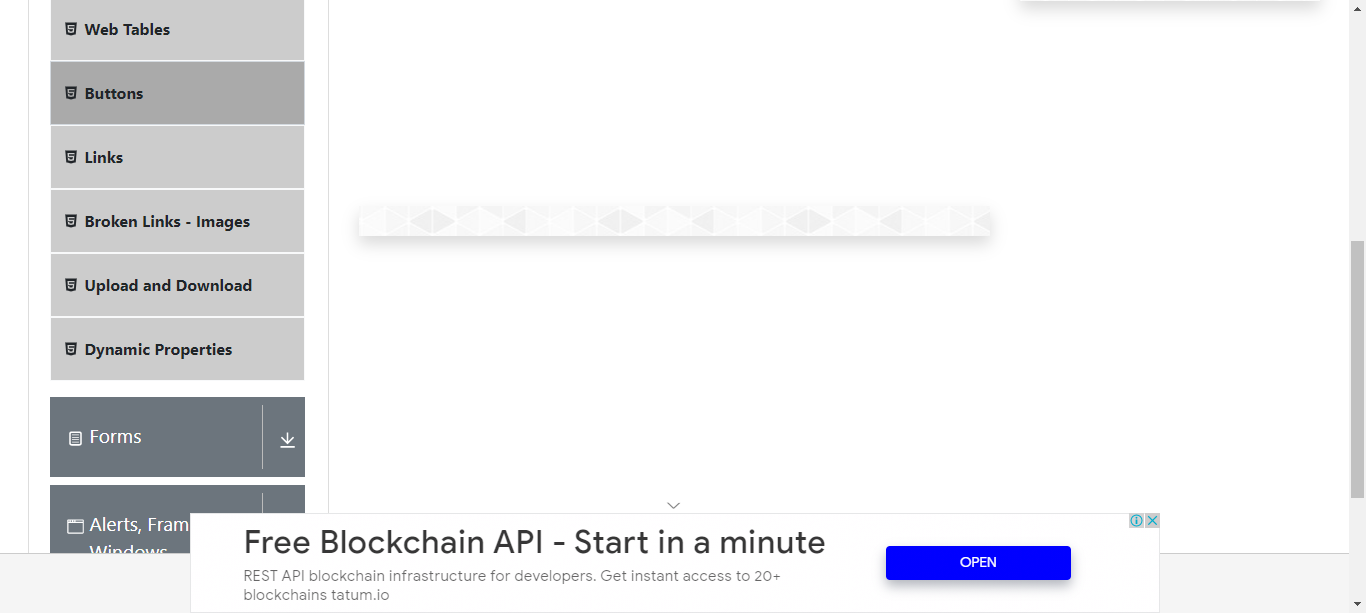 Web Tables
Buttons
Links
Broken Links - Images
Upload and Download
Dynamic Properties
Forms
Alerts, Fram
Windows
Free Blockchain API - Start in a minute
REST API blockchain infrastructure for developers. Get instant access to 20+
blockchains tatum.io
OPEN